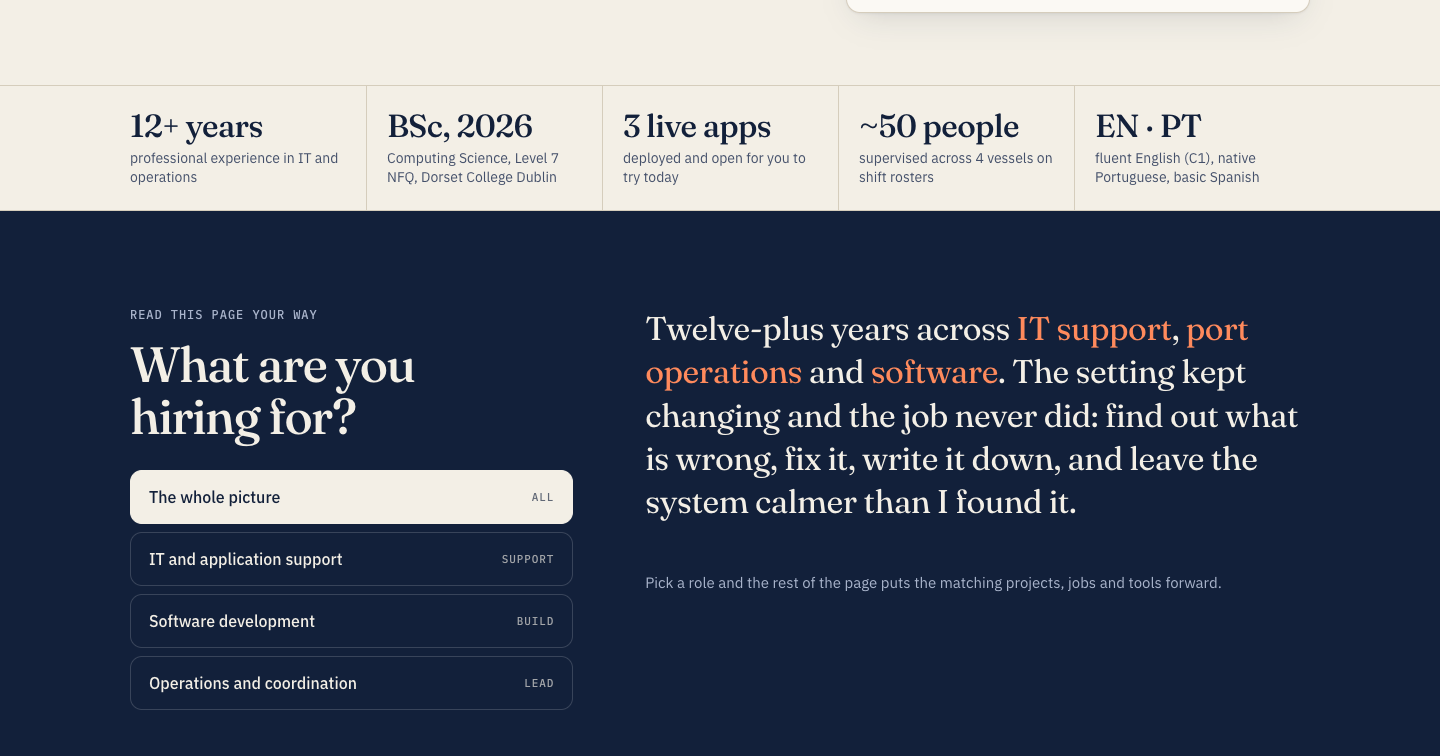 12+ years
professional experience in IT and
operations
BSc, 2026
Computing Science, Level 7
NFQ, Dorset College Dublin
3 live apps
deployed and open for you to
try today
~50 people
supervised across 4 vessels on
shift rosters
EN · PT
fluent English (C1), native
Portuguese, basic Spanish
READ THIS PAGE YOUR WAY
What are you
hiring for?
The whole picture ALL
IT and application support SUPPORT
Software development BUILD
Operations and coordination LEAD
Twelve-plus years across IT support, port
operations and software. The setting kept
changing and the job never did: find out what
is wrong, fix it, write it down, and leave the
system calmer than I found it.
Pick a role and the rest of the page puts the matching projects, jobs and tools forward.